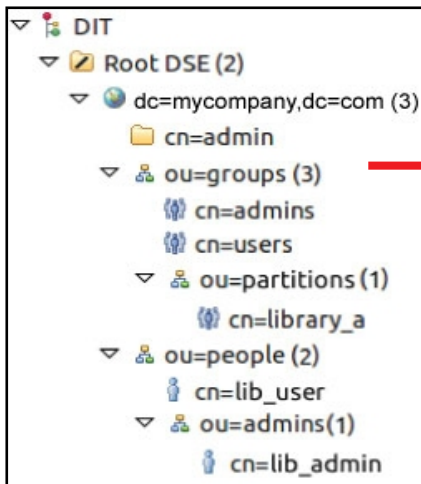 DIT
Root DSE (2)
dc=mycompany,dc=com (3)
cn=admin
ou=groups (3)
cn=admins
cn=users
ou=partitions (1)
cn=library_a
ou=people (2)
cn=lib_user
ou=admins(1)
cn=lib_admin